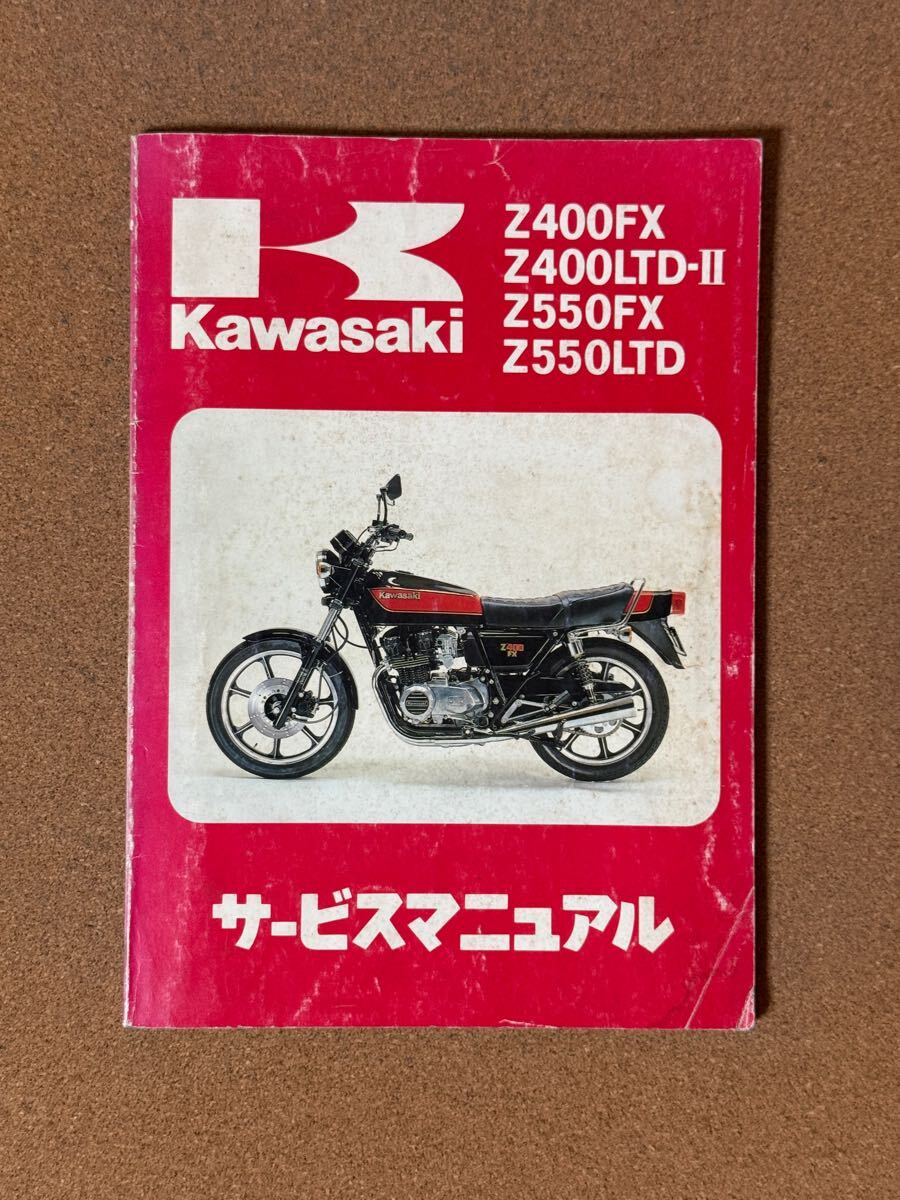 Kawasaki
Z400FX
Z400LTD-II
Z550FX
Z550LTD
Kawasaki
Z400
FX
サービスマニュアル